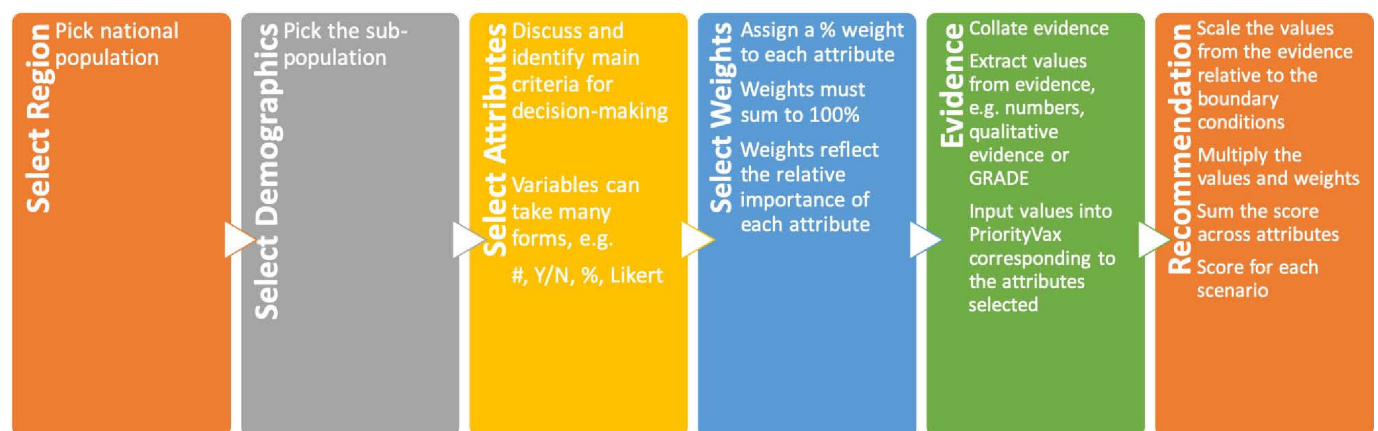 Select Region
Pick national
population
Select Demographics
Pick the sub-
population
Select Attributes
Discuss and
identify main
criteria for
decision-making
Variables can
take many
forms, e.g.
#, Y/N, %, Likert
Select Weights
Assign a % weight
to each attribute
Weights must
sum to 100%
Weights reflect
the relative
importance of
each attribute
Evidence
Collate evidence
Extract values
from evidence,
e.g. numbers,
qualitative
evidence or
GRADE
Input values into
PriorityVax
corresponding to
the attributes
selected
Recommendation
Scale the values
from the evidence
relative to the
boundary
conditions
Multiply the
values and weights
Sum the score
across attributes
Score for each
scenario